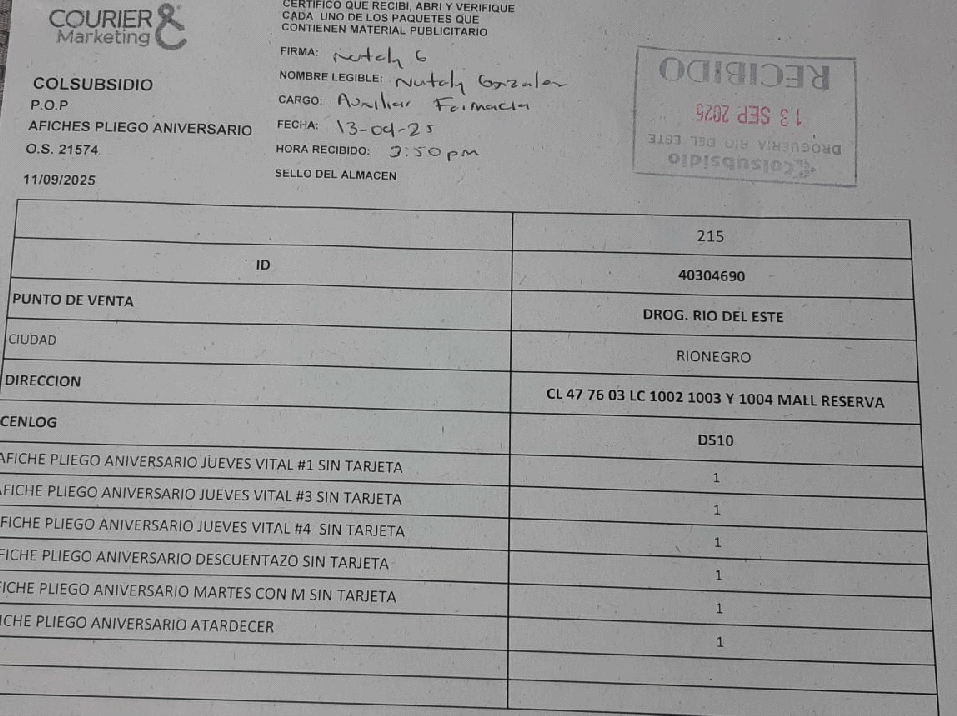 COURIER &
Marketing
COLSUBSIDIO
P.O.P
AFICHES PLIEGO ANIVERSARIO
O.S. 21574
11/09/2025
CERTIFICO QUE RECIBI, ABRI Y VERIFIQUE
CADA UNO DE LOS PAQUETES QUE
CONTIENEN MATERIAL PUBLICITARIO
FIRMA: Nataly G
NOMBRE LEGIBLE: Nataly Gonzalez
CARGO: Auxiliar Farmacia
FECHA: 13-09-25
HORA RECIBIDO: :50 pm
SELLO DEL ALMACEN
RECIBIDO
13 SEP 2025
DROGUERIA RIO DEL ESTE
Colsubsidio
215
ID 40304690
PUNTO DE VENTA DROG. RIO DEL ESTE
CIUDAD RIONEGRO
DIRECCION CL 47 76 03 LC 1002 1003 Y 1004 MALL RESERVA
CENLOG D510
AFICHE PLIEGO ANIVERSARIO JUEVES VITAL #1 SIN TARJETA 1
AFICHE PLIEGO ANIVERSARIO JUEVES VITAL #3 SIN TARJETA 1
FICHE PLIEGO ANIVERSARIO JUEVES VITAL #4 SIN TARJETA 1
FICHE PLIEGO ANIVERSARIO DESCUENTAZO SIN TARJETA 1
ICHE PLIEGO ANIVERSARIO MARTES CON M SIN TARJETA 1
ICHE PLIEGO ANIVERSARIO ATARDECER 1